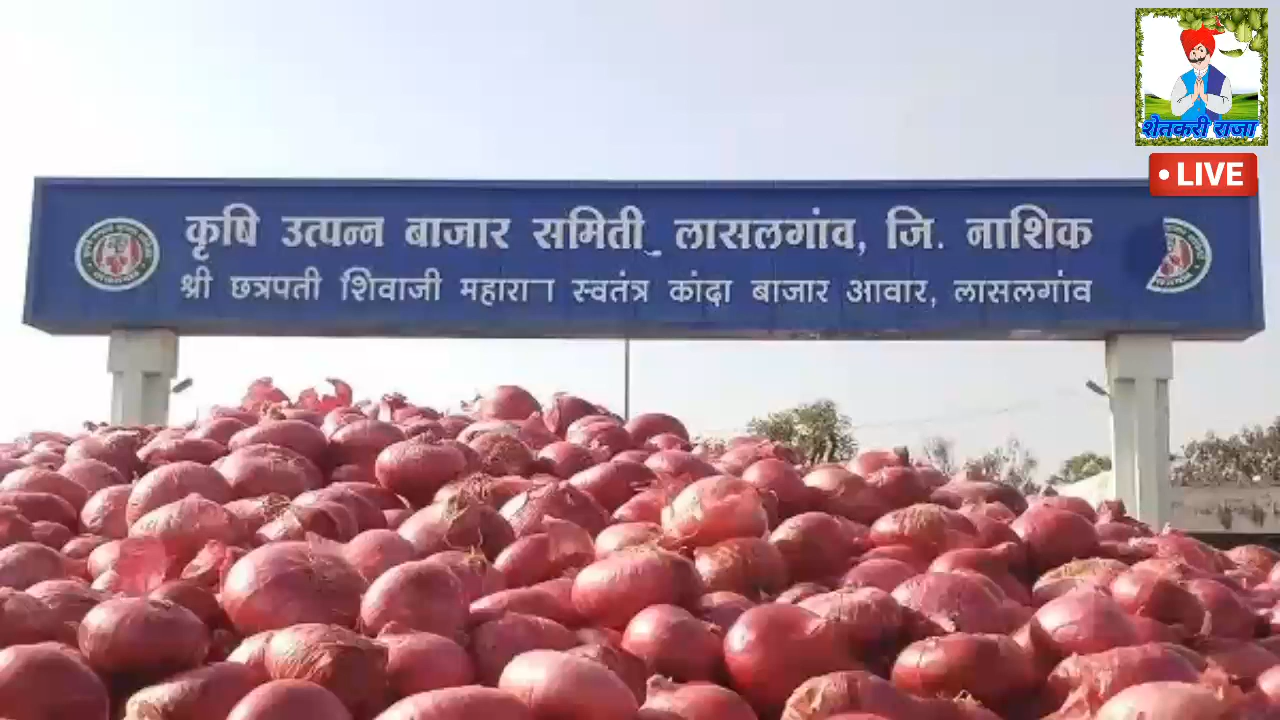 शेतकरी राजा
LIVE
कृषि उत्पन्न बाजार समिती लासलगांव, जि. नाशिक
श्री छत्रपती शिवाजी स्वतंत्र कांदा बाजार आवार, लासलगांव